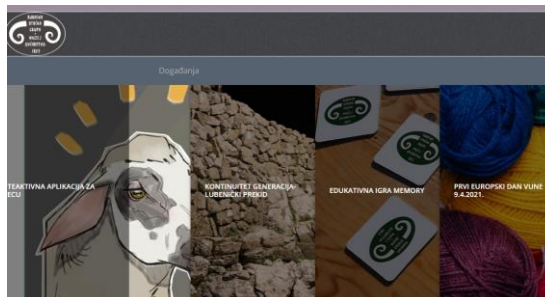 Događanja
TEAKTIVNA APLIKACIJA ZA
ECU
KONTINUITET GENERACIJA-
LUBENIČKI PREKID
EDUKATIVNA IGRA MEMORY
PRVI EUROPSKI DAN VUNE
9.4.2021.